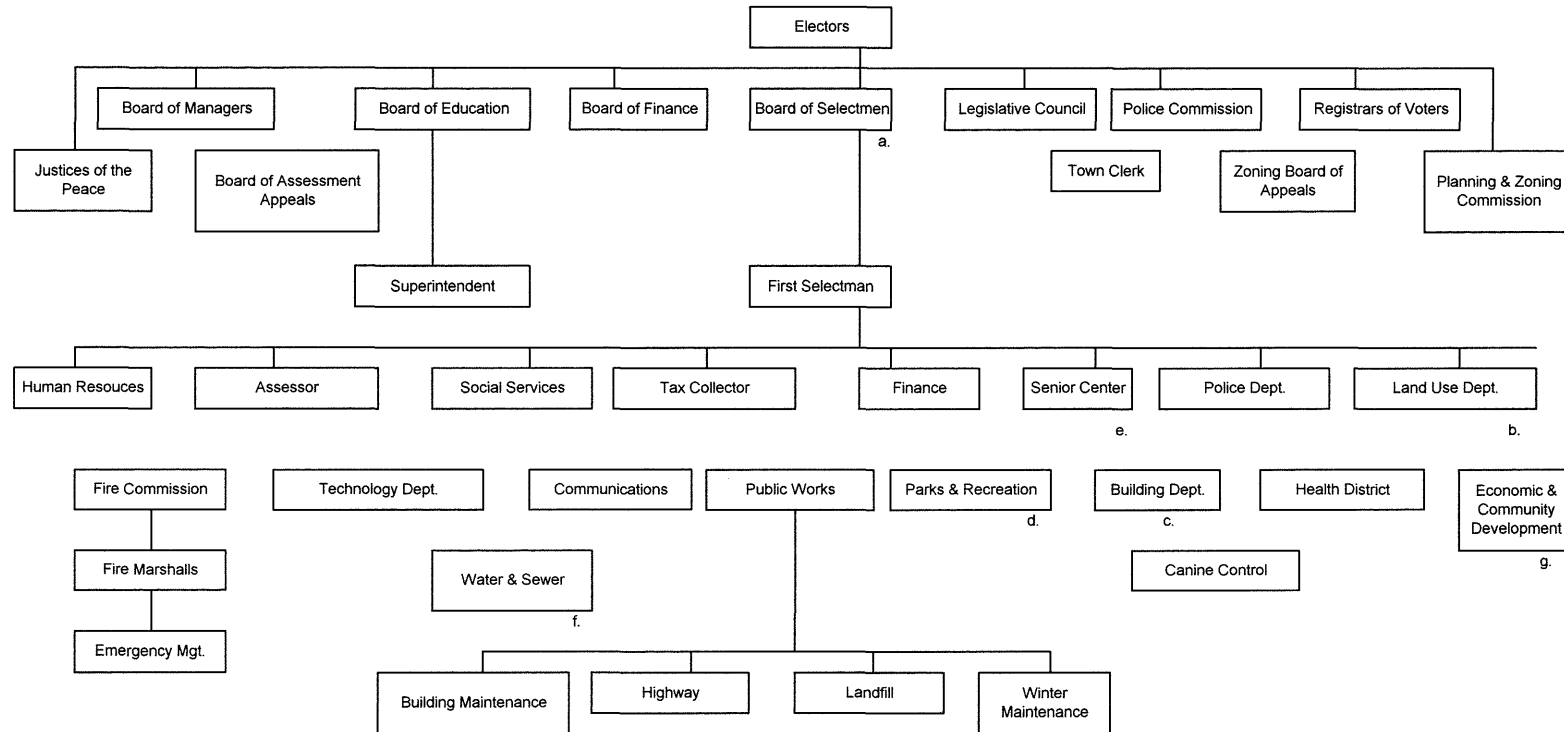 Electors
Board of Managers
Board of Education
Board of Finance
Board of Selectmen
Legislative Council
Police Commission
Registrars of Voters
a.
Justices of the
Peace
Board of Assessment
Appeals
Town Clerk
Zoning Board of
Appeals
Planning & Zoning
Commission
Superintendent
First Selectman
Human Resouces
Assessor
Social Services
Tax Collector
Finance
Senior Center
Police Dept.
Land Use Dept.
e.
b.
Fire Commission
Technology Dept.
Communications
Public Works
Parks & Recreation
Building Dept.
Health District
Economic &
Community
Development
d.
c.
g.
Fire Marshalls
Water & Sewer
Canine Control
f.
Emergency Mgt.
Building Maintenance
Highway
Landfill
Winter
Maintenance